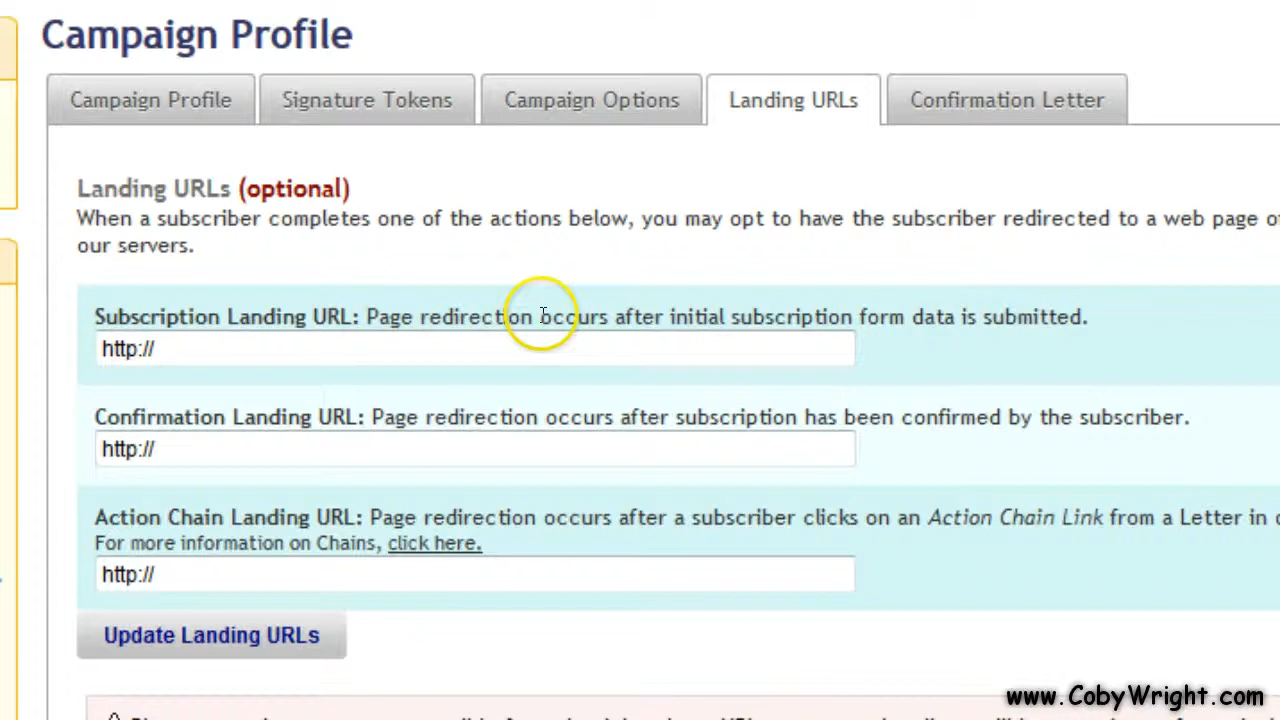 Campaign Profile
Campaign Profile
Signature Tokens
Campaign Options
Landing URLs
Confirmation Letter
Landing URLs (optional)
When a subscriber completes one of the actions below, you may opt to have the subscriber redirected to a web page
our servers.
Subscription Landing URL: Page redirection occurs after initial subscription form data is submitted.
http://
Confirmation Landing URL: Page redirection occurs after subscription has been confirmed by the subscriber.
http://
Action Chain Landing URL: Page redirection occurs after a subscriber clicks on an Action Chain Link from a Letter in
For more information on Chains, click here.
http://
Update Landing URLs
www.CobyWright.com